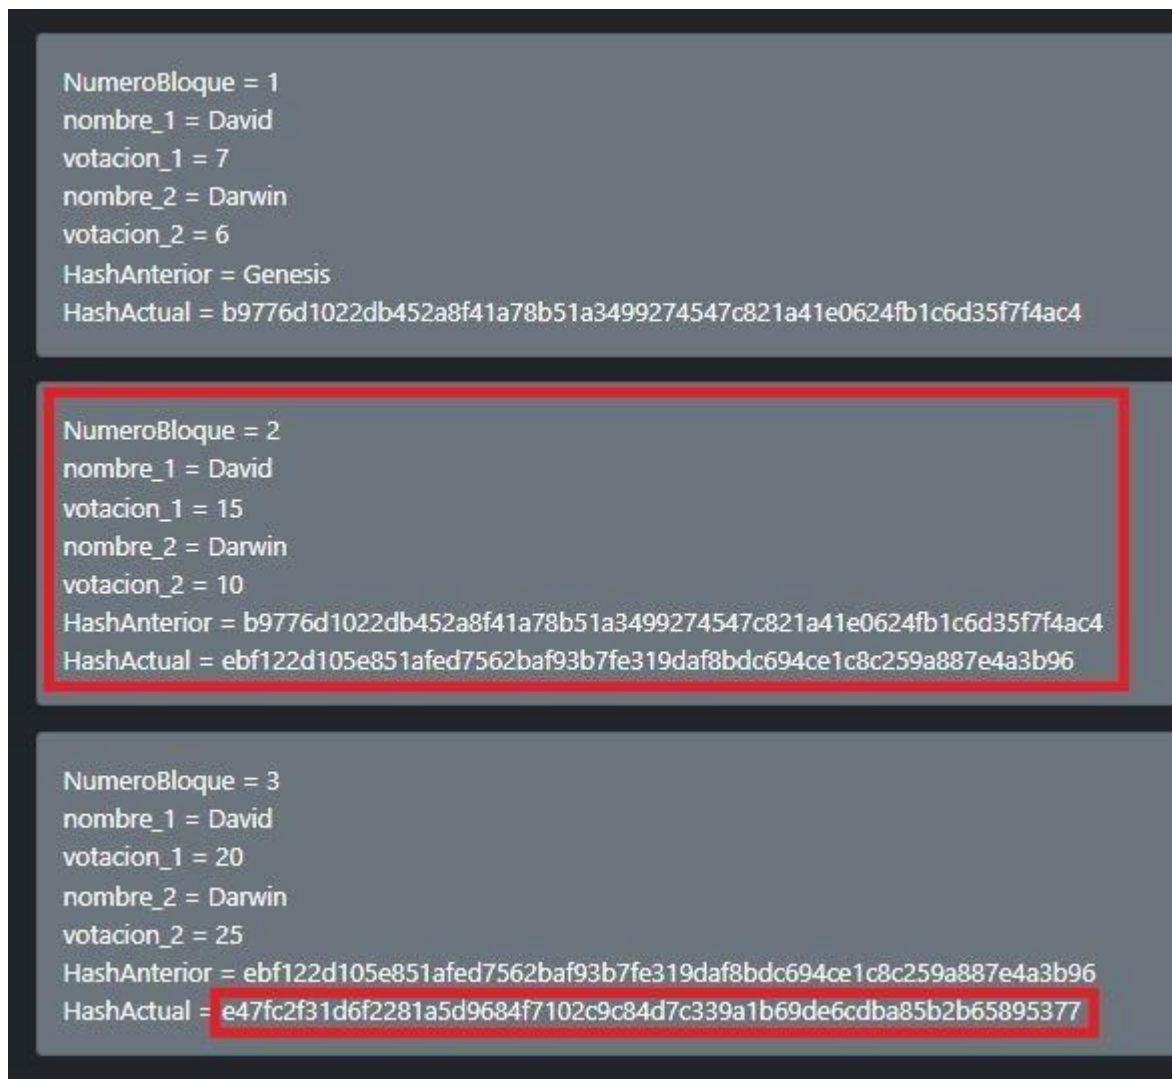 NumeroBloque = 1
nombre_1 = David
votacion_1 = 7
nombre_2 = Darwin
votacion_2 = 6
HashAnterior = Genesis
HashActual = b9776d1022db452a8f41a78b51a3499274547c821a41e0624fb1c6d35f7f4ac4
NumeroBloque = 2
nombre_1 = David
votacion_1 = 15
nombre_2 = Darwin
votacion_2 = 10
HashAnterior = b9776d1022db452a8f41a78b51a3499274547c821a41e0624fb1c6d35f7f4ac4
HashActual = ebf122d105e851afed7562baf93b7fe319daf8bdc694ce1c8c259a887e4a3b96
NumeroBloque = 3
nombre_1 = David
votacion_1 = 20
nombre_2 = Darwin
votacion_2 = 25
HashAnterior = ebf122d105e851afed7562baf93b7fe319daf8bdc694ce1c8c259a887e4a3b96
HashActual = e47fc2f31d6f2281a5d9684f7102c9c84d7c339a1b69de6cdba85b2b65895377